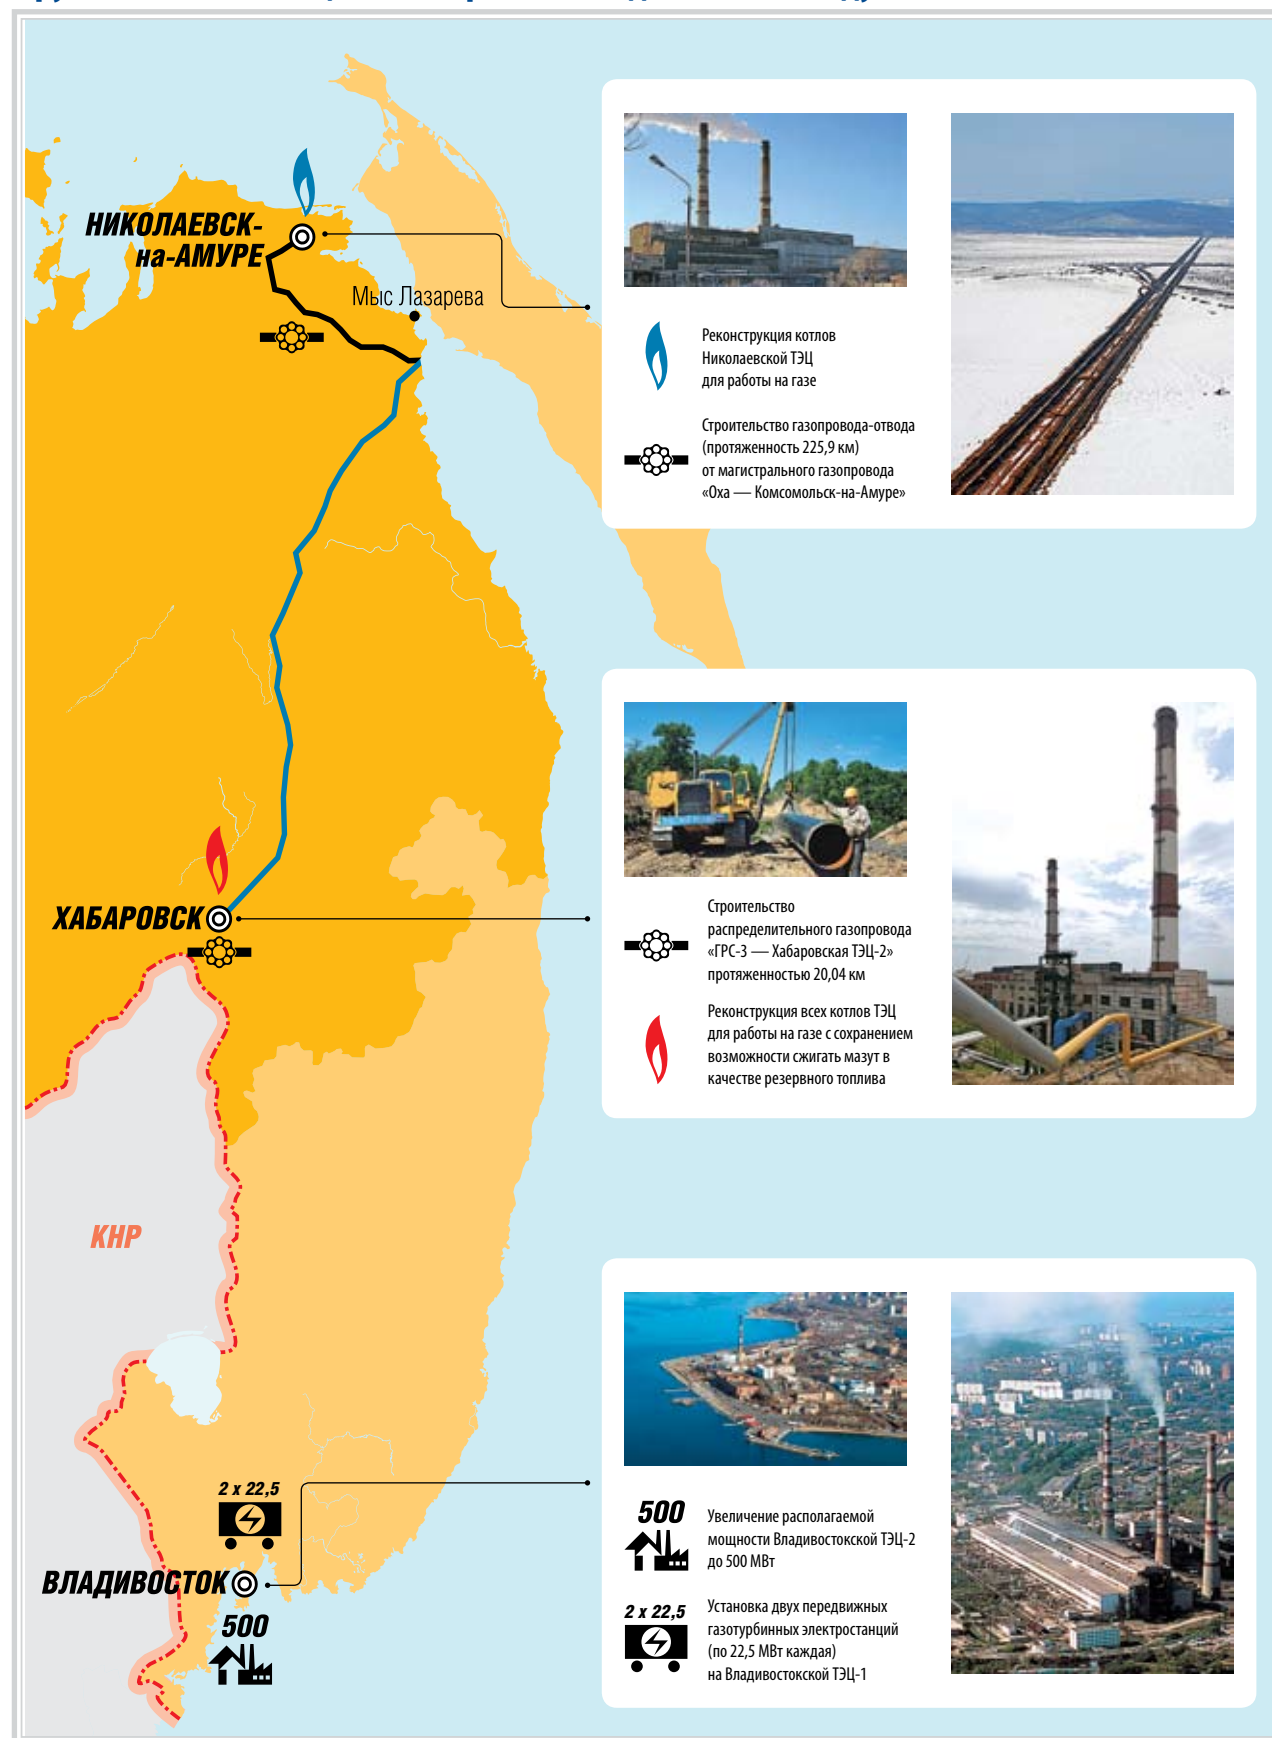 НИКОЛАЕВСК-
на-АМУРЕ
Мыс Лазарева
Реконструкция котлов
Николаевской ТЭЦ
для работы на газе
Строительство газопровода-отвода
(протяженность 225,9 км)
от магистрального газопровода
«Оха — Комсомольск-на-Амуре»
ХАБАРОВСК
Строительство
распределительного газопровода
«ГРС-3 — Хабаровская ТЭЦ-2»
протяженностью 20,04 км
Реконструкция всех котлов ТЭЦ
для работы на газе с сохранением
возможности сжигать мазут в
качестве резервного топлива
КНР
2 x 22,5
ВЛАДИВОСТОК
500
500
Увеличение располагаемой
мощности Владивостокской ТЭЦ-2
до 500 МВт
2 x 22,5
Установка двух передвижных
газотурбинных электростанций
(по 22,5 МВт каждая)
на Владивостокской ТЭЦ-1